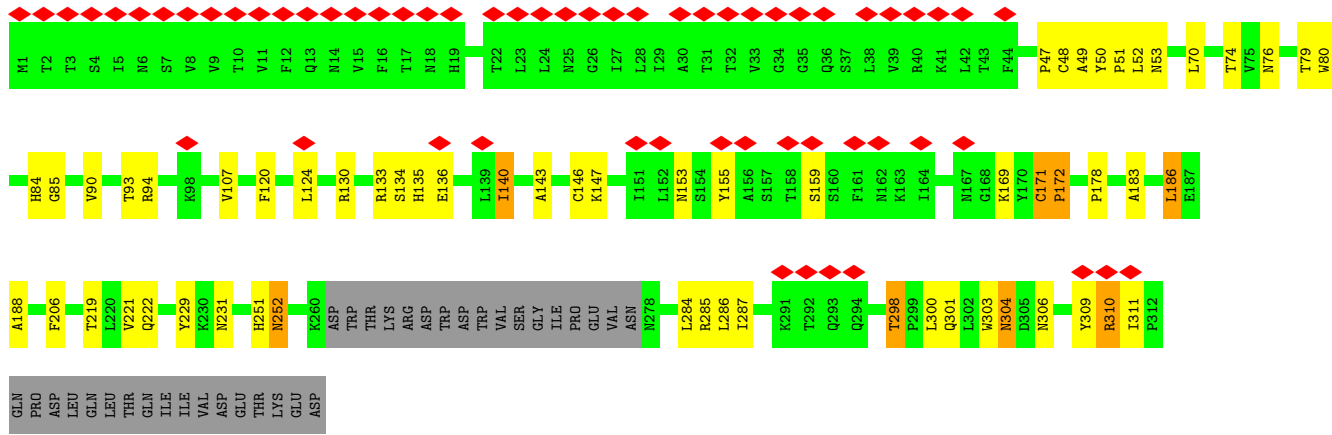 M1 T2 T3 S4 I5 N6 S7 V8 V9 T10 V11 F12 Q13 N14 V15 F16 T17 N18 H19 T22 L23 L24 N25 G26 I27 L28 I29 A30 T31 T32 V33 G34 G35 Q36 S37 L38 V39 R40 K41 L42 T43 F44 P47 C48 A49 Y50 P51 L52 N53 L70 T74 V75 N76 T79 W80
H84 G85 V90 T93 R94 K98 V107 F120 L124 R130 R133 S134 H135 E136 L139 I140 A143 C146 K147 I151 L152 N153 S154 Y155 A156 S157 T158 S159 S160 F161 N162 K163 I164 N167 G168 K169 Y170 C171 P172 P178 A183 L186 E187
A188 F206 T219 L220 V221 Q222 Y229 K230 N231 H251 N252 K260 ASP TRP THR LYS ARG ASP TRP ASP TRP VAL SER GLY ILE PRO GLU VAL ASN N278 L284 R285 L286 I287 K291 T292 Q293 Q294 T298 P299 L300 Q301 L302 W303 N304 D305 N306 Y309 R310 I311 P312
GLN PRO ASP LEU GLN LEU THR GLN ILE ILE VAL ASP GLU THR LYS GLU ASP